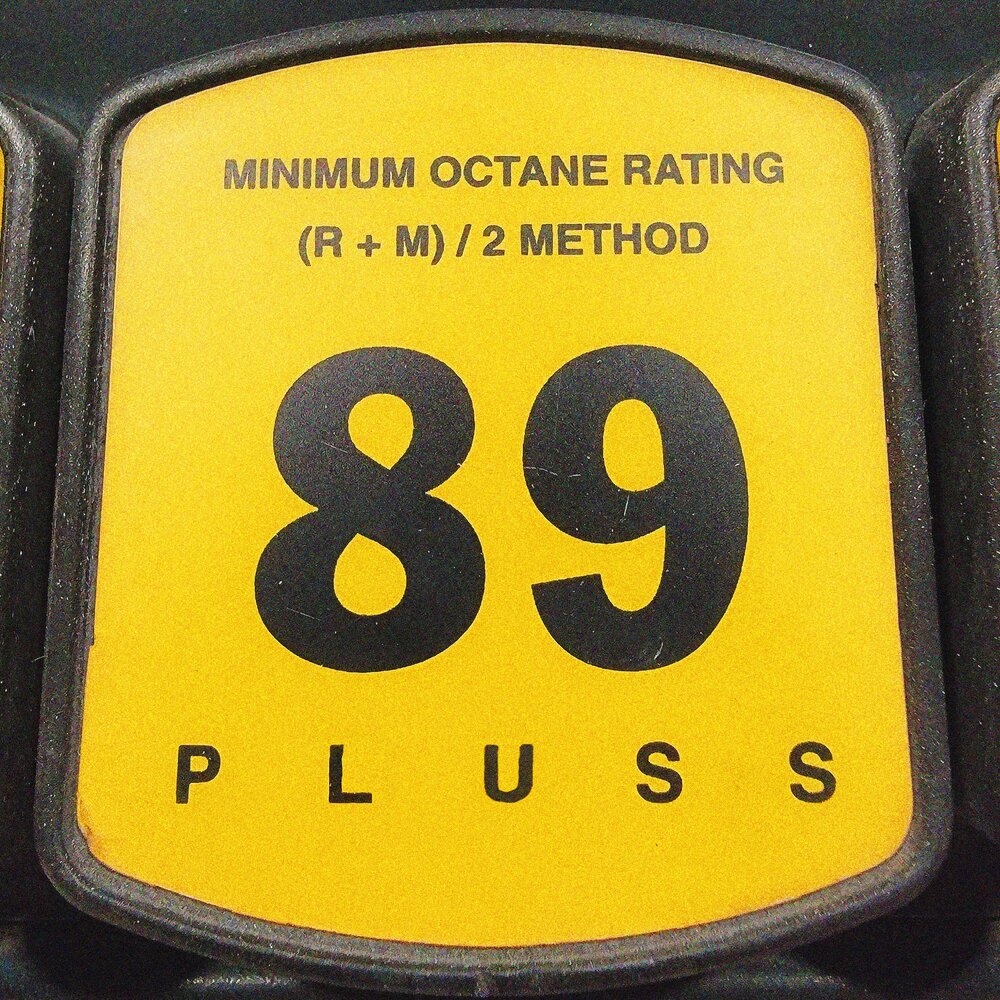 MINIMUM OCTANE RATING
(R + M) / 2 METHOD
89
PLUSS